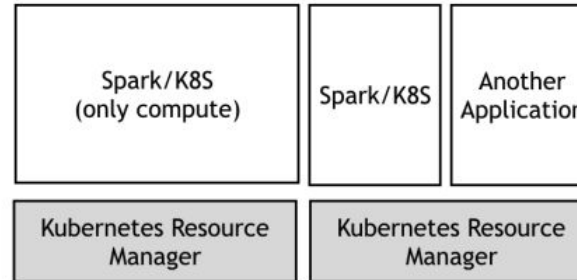 Spark/K8S
(only compute)
Spark/K8S
Another
Application
Kubernetes Resource
Manager
Kubernetes Resource
Manager